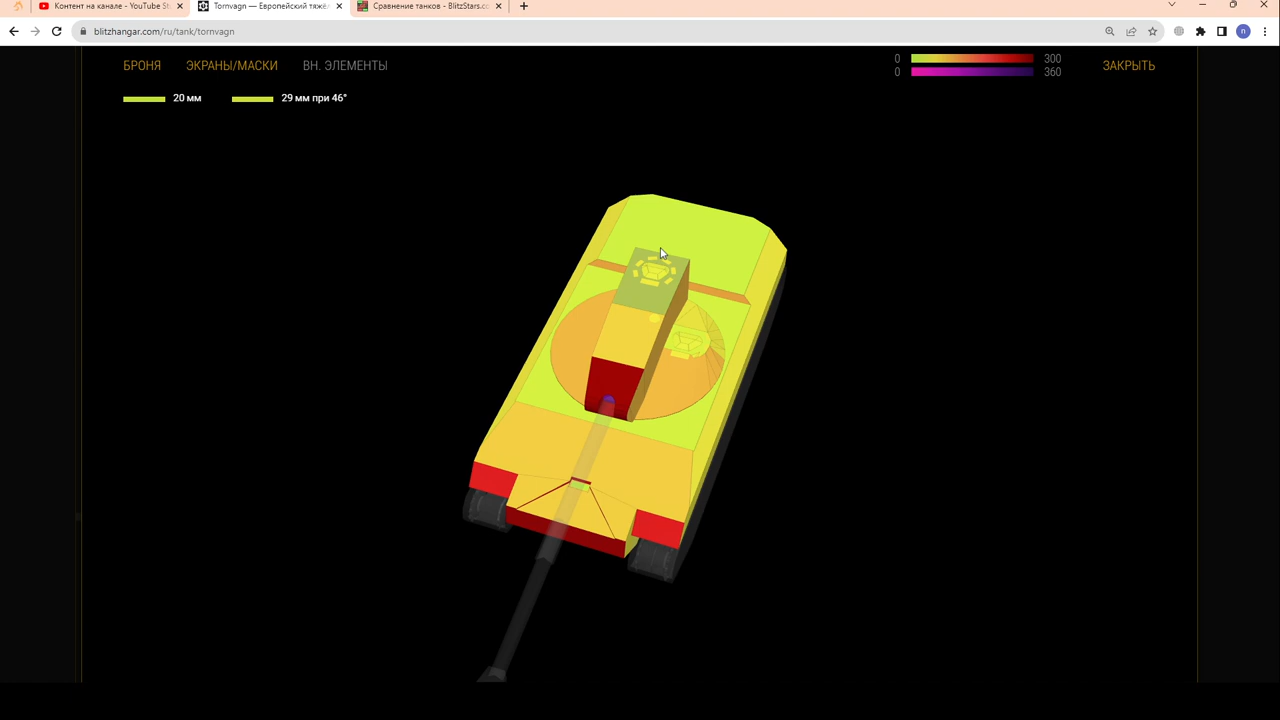 Контент на канале - YouTube St
Tornvagn — Европейский тяжёл
Сравнение танков - BlitzStars.co
blitzhangar.com/ru/tank/tornvagn
n
БРОНЯ ЭКРАНЫ/МАСКИ ВН. ЭЛЕМЕНТЫ
0 300
0 360
ЗАКРЫТЬ
20 мм 29 мм при 46°